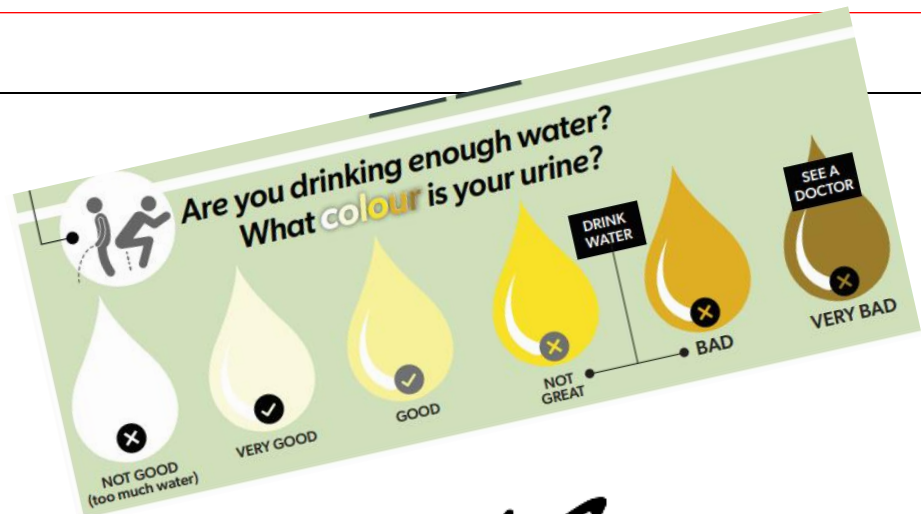 Are you drinking enough water?
What colour is your urine?
NOT GOOD
(too much water)
VERY GOOD
GOOD
NOT
GREAT
DRINK
WATER
BAD
SEE A
DOCTOR
VERY BAD